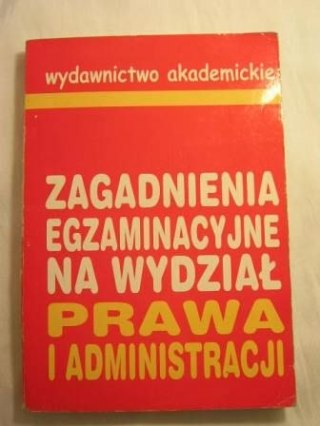 wydawnictwo akademickie
ZAGADNIENIA
EGZAMINACYJNE
NA WYDZIAŁ
PRAWA
I ADMINISTRACJI